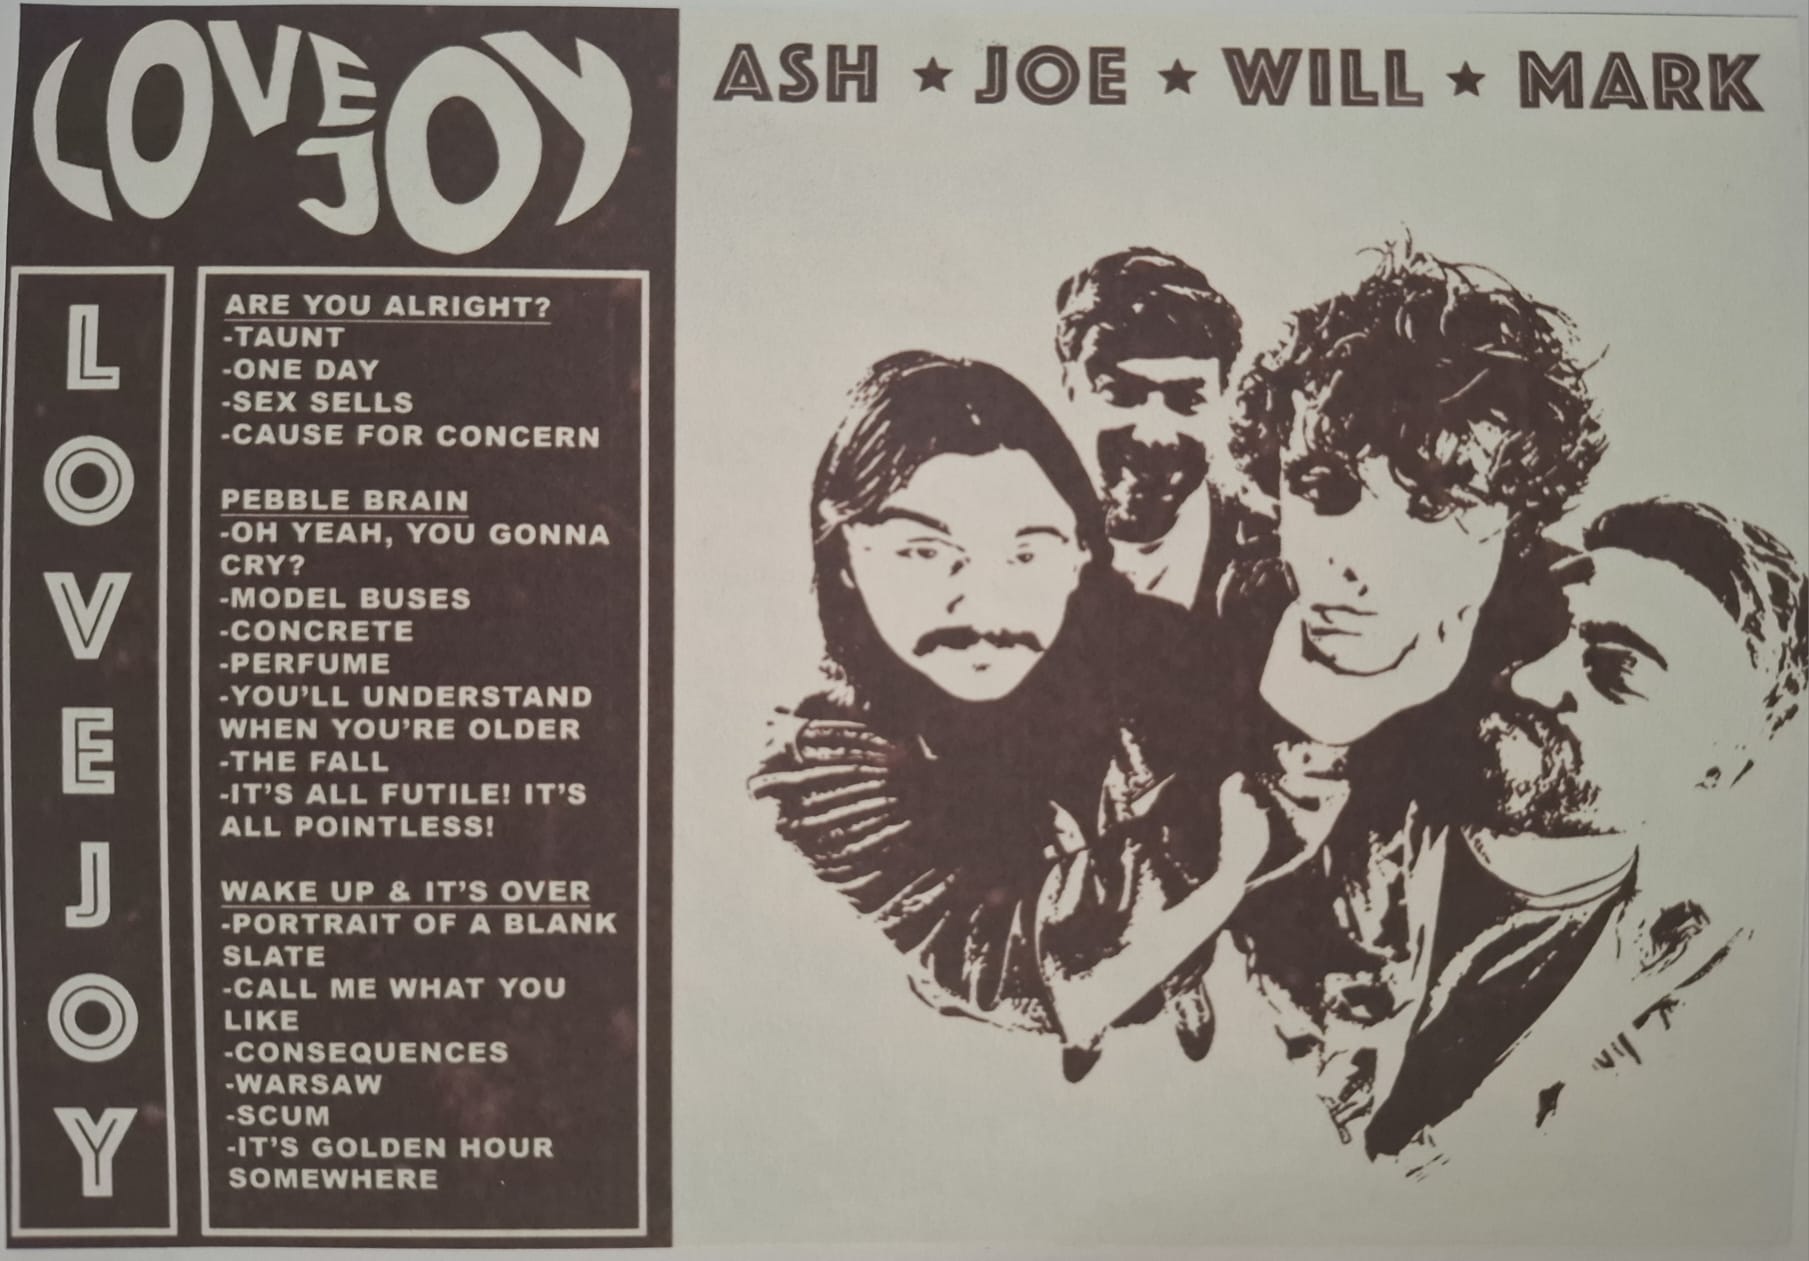 LOVEJOY
ASH ★ JOE ★ WILL ★ MARK
LOVEJOY
ARE YOU ALRIGHT?
-TAUNT
-ONE DAY
-SEX SELLS
-CAUSE FOR CONCERN
PEBBLE BRAIN
-OH YEAH, YOU GONNA
CRY?
-MODEL BUSES
-CONCRETE
-PERFUME
-YOU'LL UNDERSTAND
WHEN YOU'RE OLDER
-THE FALL
-IT'S ALL FUTILE! IT'S
ALL POINTLESS!
WAKE UP & IT'S OVER
-PORTRAIT OF A BLANK
SLATE
-CALL ME WHAT YOU
LIKE
-CONSEQUENCES
-WARSAW
-SCUM
-IT'S GOLDEN HOUR
SOMEWHERE